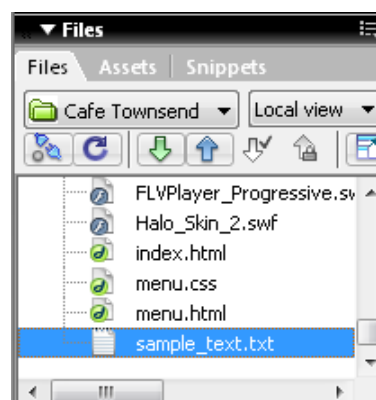 Files
Files Assets Snippets
Cafe Townsend Local view
FLVPlayer_Progressive.sw
Halo_Skin_2.swf
index.html
menu.css
menu.html
sample_text.txt